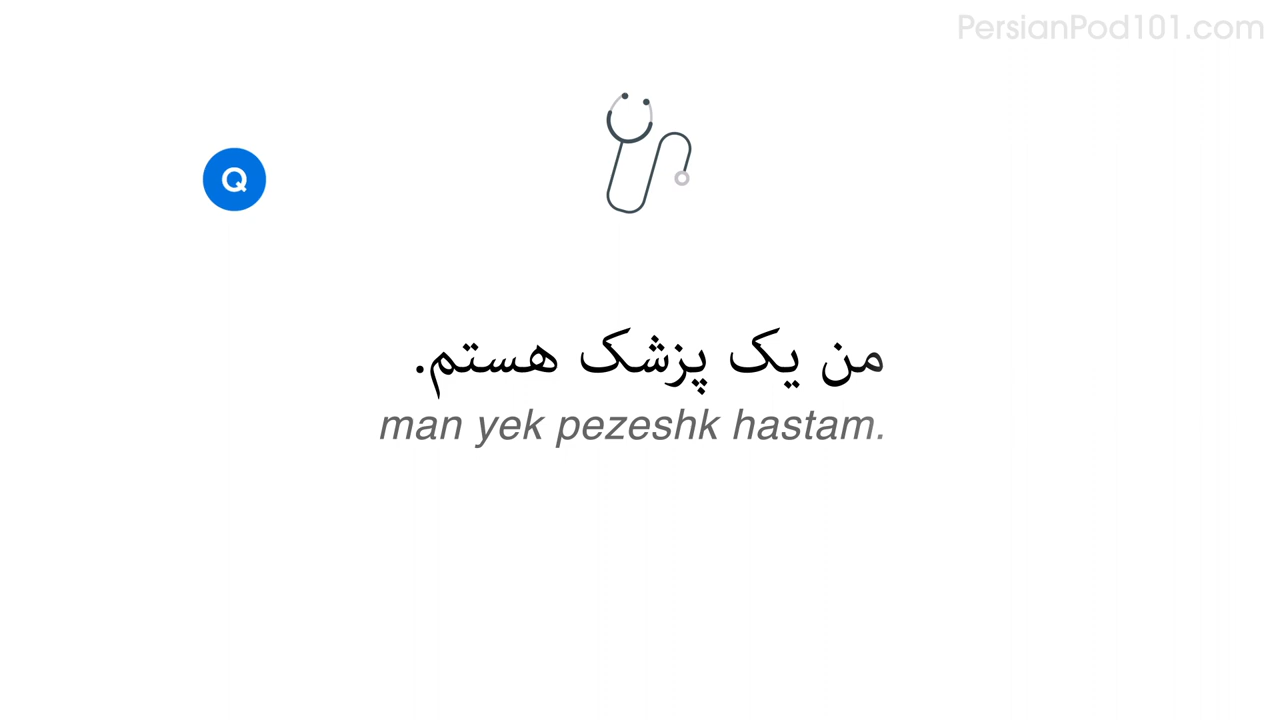 PersianPod101.com
Q
من یک پزشک هستم.
man yek pezeshk hastam.